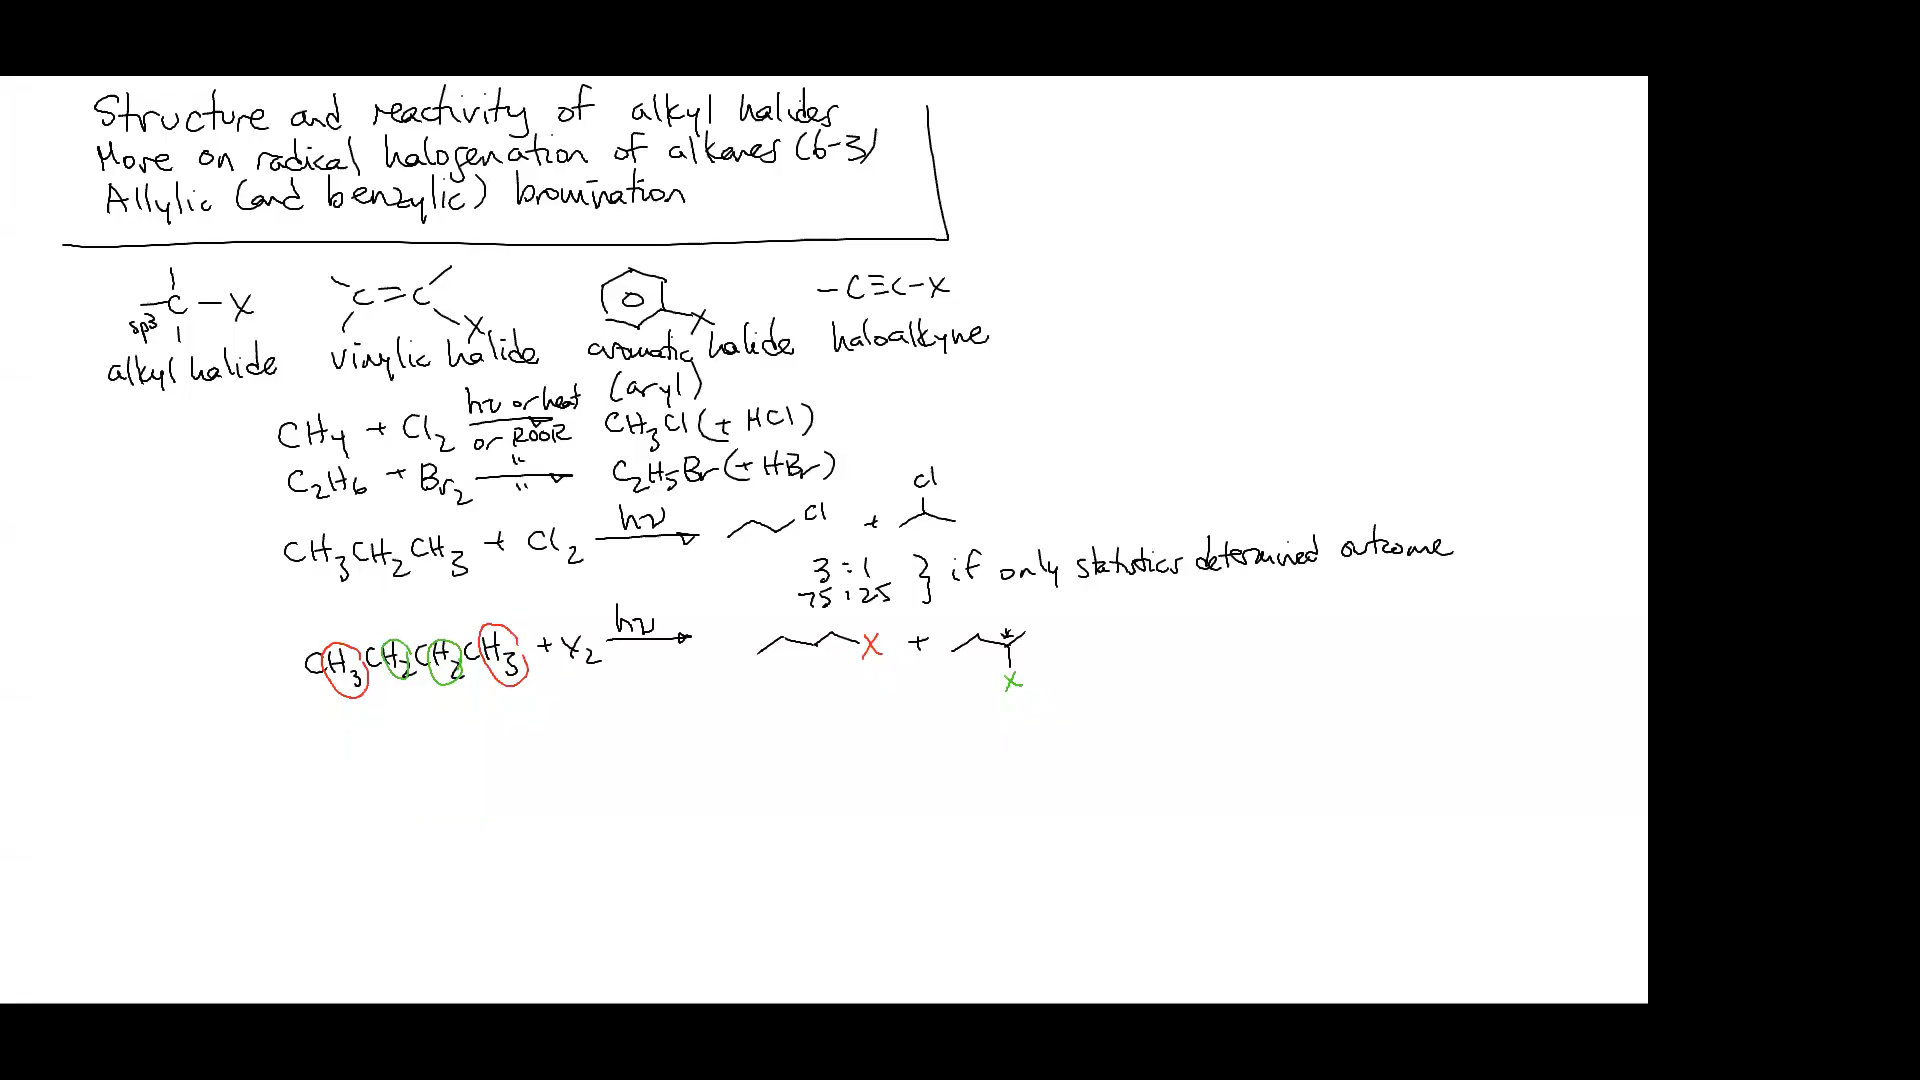 Structure and reactivity of alkyl halides
More on radical halogenation of alkanes (6-3)
Allylic (and benzylic) bromination
-C-X sp3
C=C X
X
-C≡C-X
alkyl halide vinylic halide aromatic halide haloalkyne
(aryl)
CH4 + Cl2 hν or heat or ROOR CH3Cl (+ HCl)
C2H6 + Br2 " " C2H5Br (+ HBr)
CH3CH2CH3 + Cl2 hν Cl + Cl
3 : 1
75 : 25 } if only statistics determined outcome
CH3CH2CH2CH3 + X2 hν X + * X